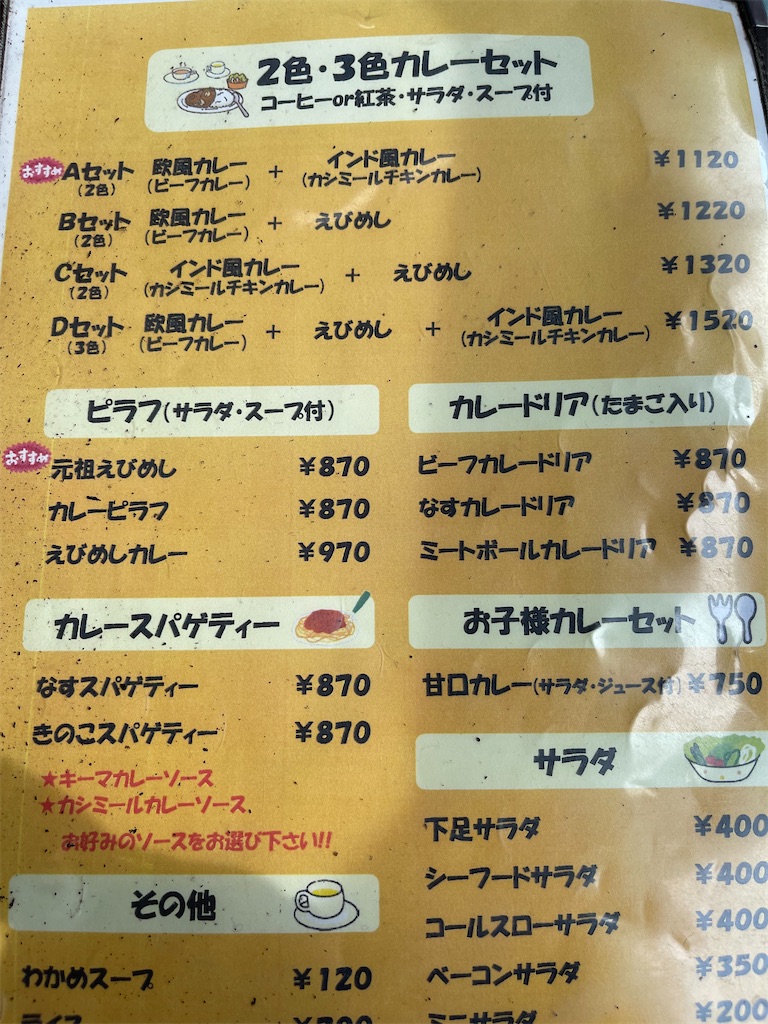 2色・3色カレーセット
コーヒーor紅茶・サラダ・スープ付
おすすめ Aセット 欧風カレー + インド風カレー ¥1120
(2色) (ビーフカレー) (カシミールチキンカレー)
Bセット 欧風カレー + えびめし ¥1220
(2色) (ビーフカレー)
Cセット インド風カレー + えびめし ¥1320
(2色) (カシミールチキンカレー)
Dセット 欧風カレー + えびめし + インド風カレー ¥1520
(3色) (ビーフカレー) (カシミールチキンカレー)
ピラフ(サラダ・スープ付)
おすすめ 元祖えびめし ¥870
カレーピラフ ¥870
えびめしカレー ¥970
カレードリア(たまご入り)
ビーフカレードリア ¥870
なすカレードリア ¥870
ミートボールカレードリア ¥870
カレースパゲティー
なすスパゲティー ¥870
きのこスパゲティー ¥870
★キーマカレーソース
★カシミールカレーソース
お好みのソースをお選び下さい!!
お子様カレーセット
甘口カレー(サラダ・ジュース付) ¥750
サラダ
下足サラダ ¥400
シーフードサラダ ¥400
コールスローサラダ ¥400
ベーコンサラダ ¥350
ミニサラダ ¥200
その他
わかめスープ ¥120
ライス